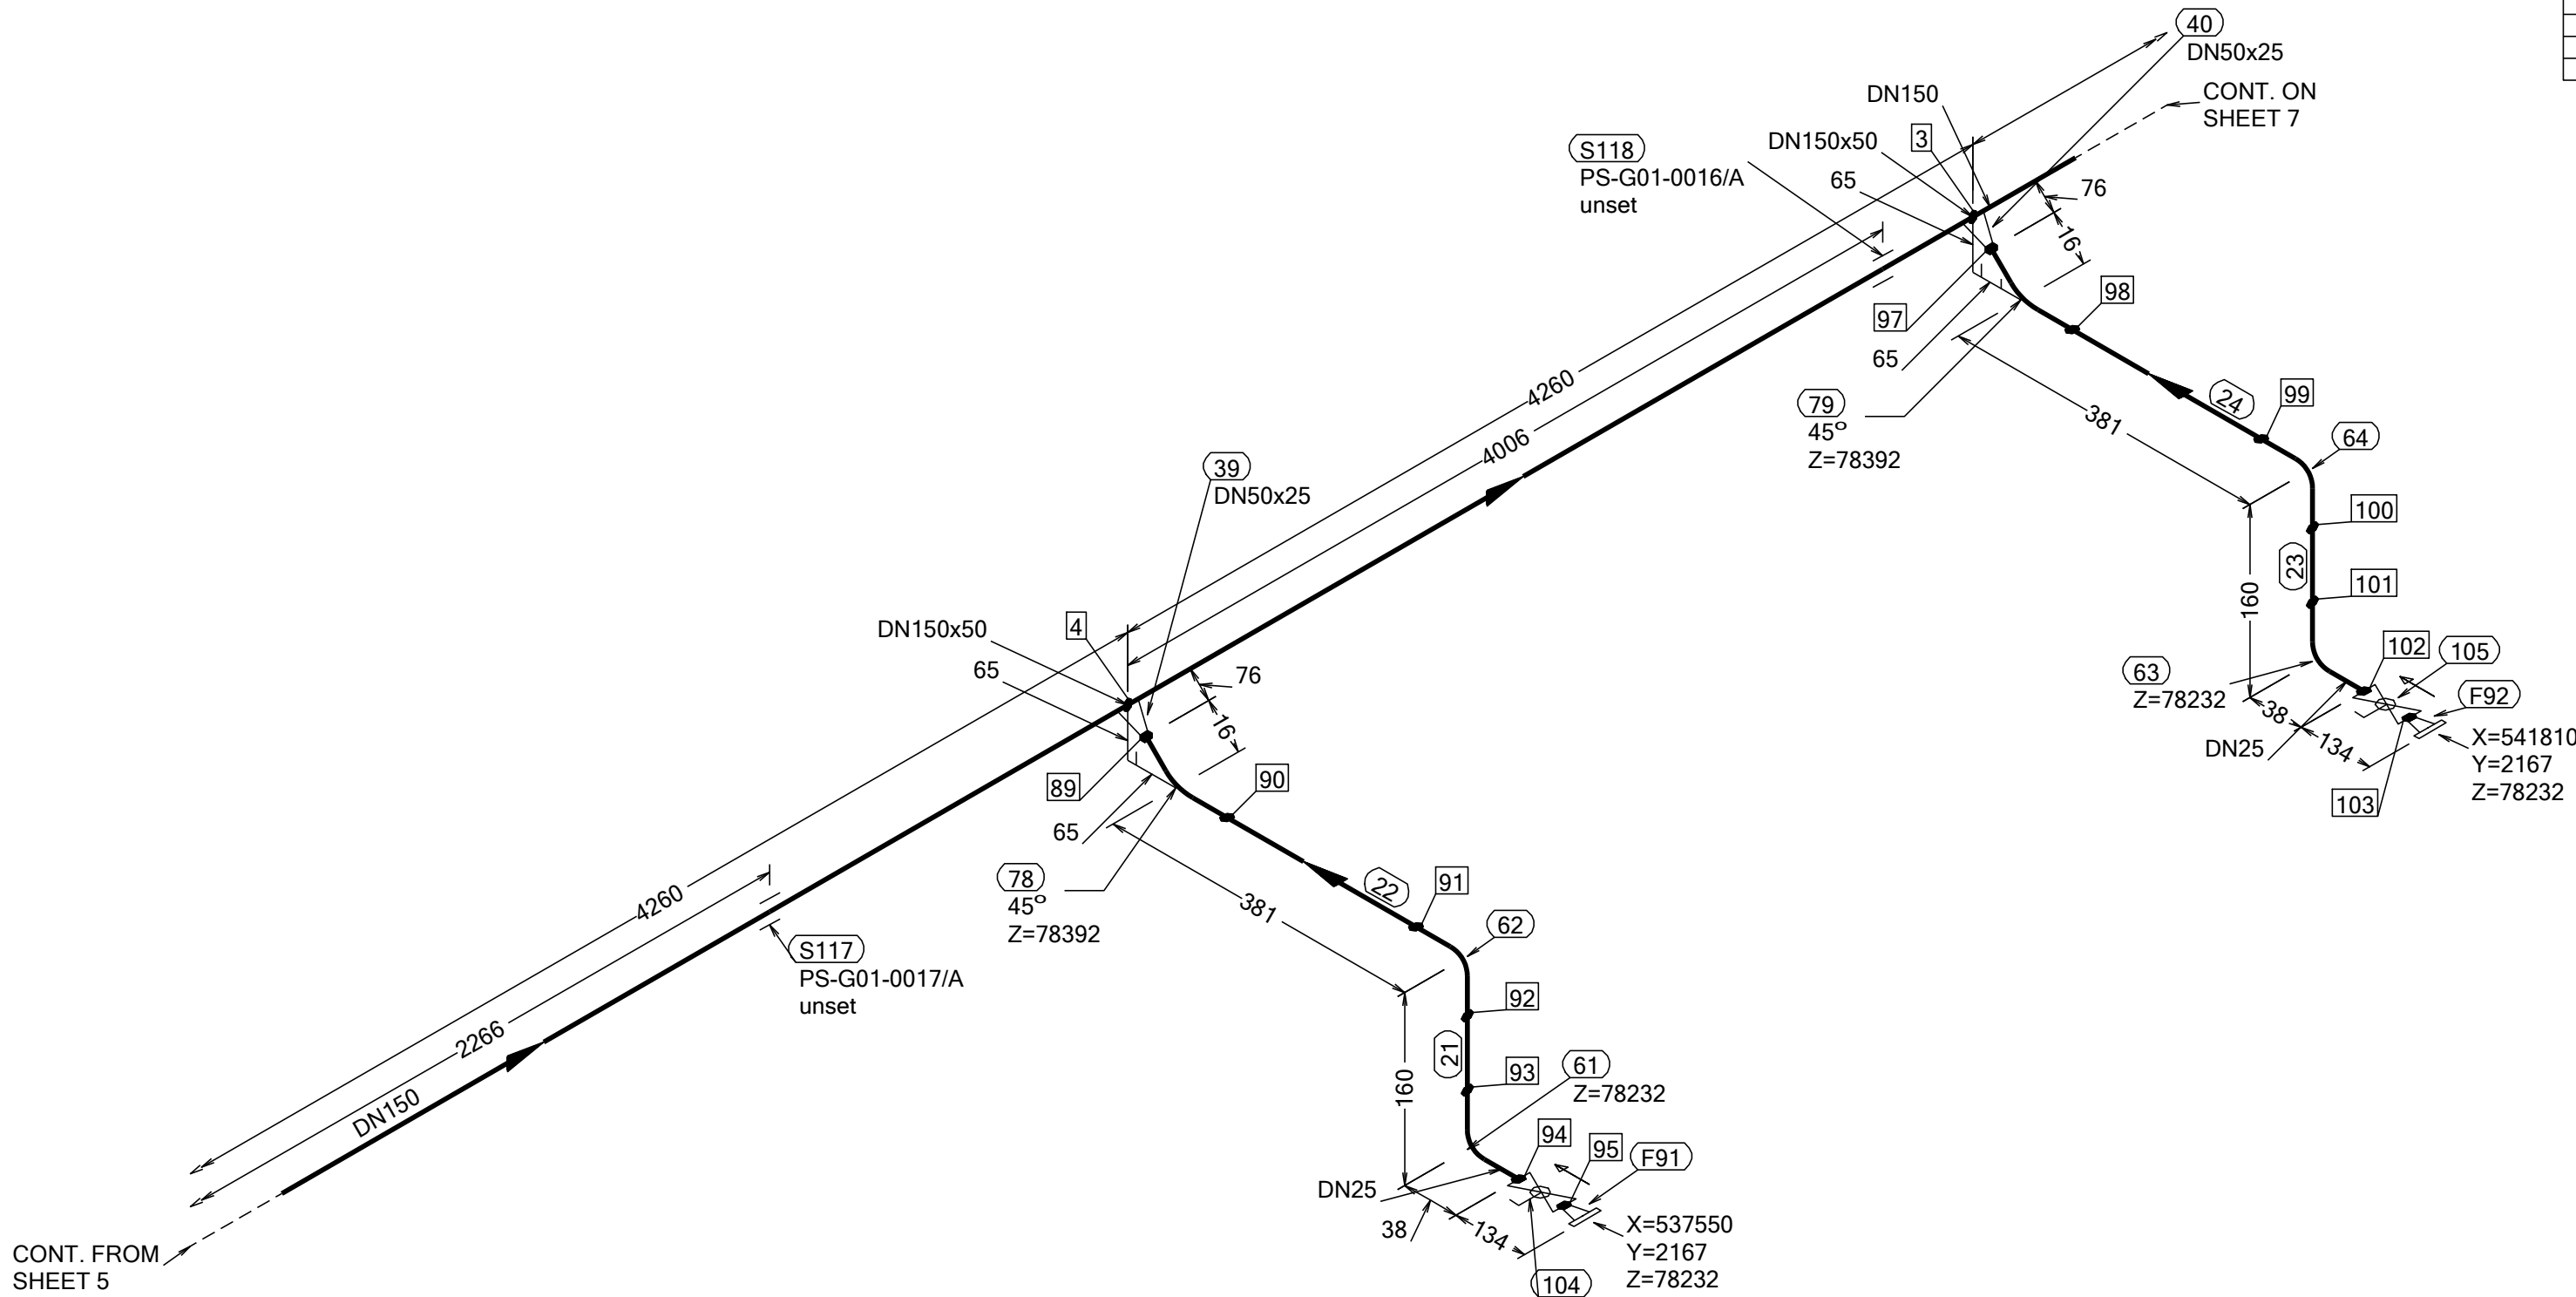 40
DN50x25
CONT. ON
SHEET 7
DN150
DN150x50
3
S118
PS-G01-0016/A
unset
65
76
16
98
97
65
4260
79
45°
Z=78392
24
99
381
4006
64
39
DN50x25
100
23
101
160
DN150x50
4
65
102
105
63
Z=78232
F92
38
X=541810
Y=2167
Z=78232
DN25
134
103
76
16
90
89
65
78
45°
Z=78392
22
91
381
62
4260
S117
PS-G01-0017/A
unset
92
21
93
61
Z=78232
160
2266
DN150
94
95
F91
DN25
38
134
X=537550
Y=2167
Z=78232
104
CONT. FROM
SHEET 5